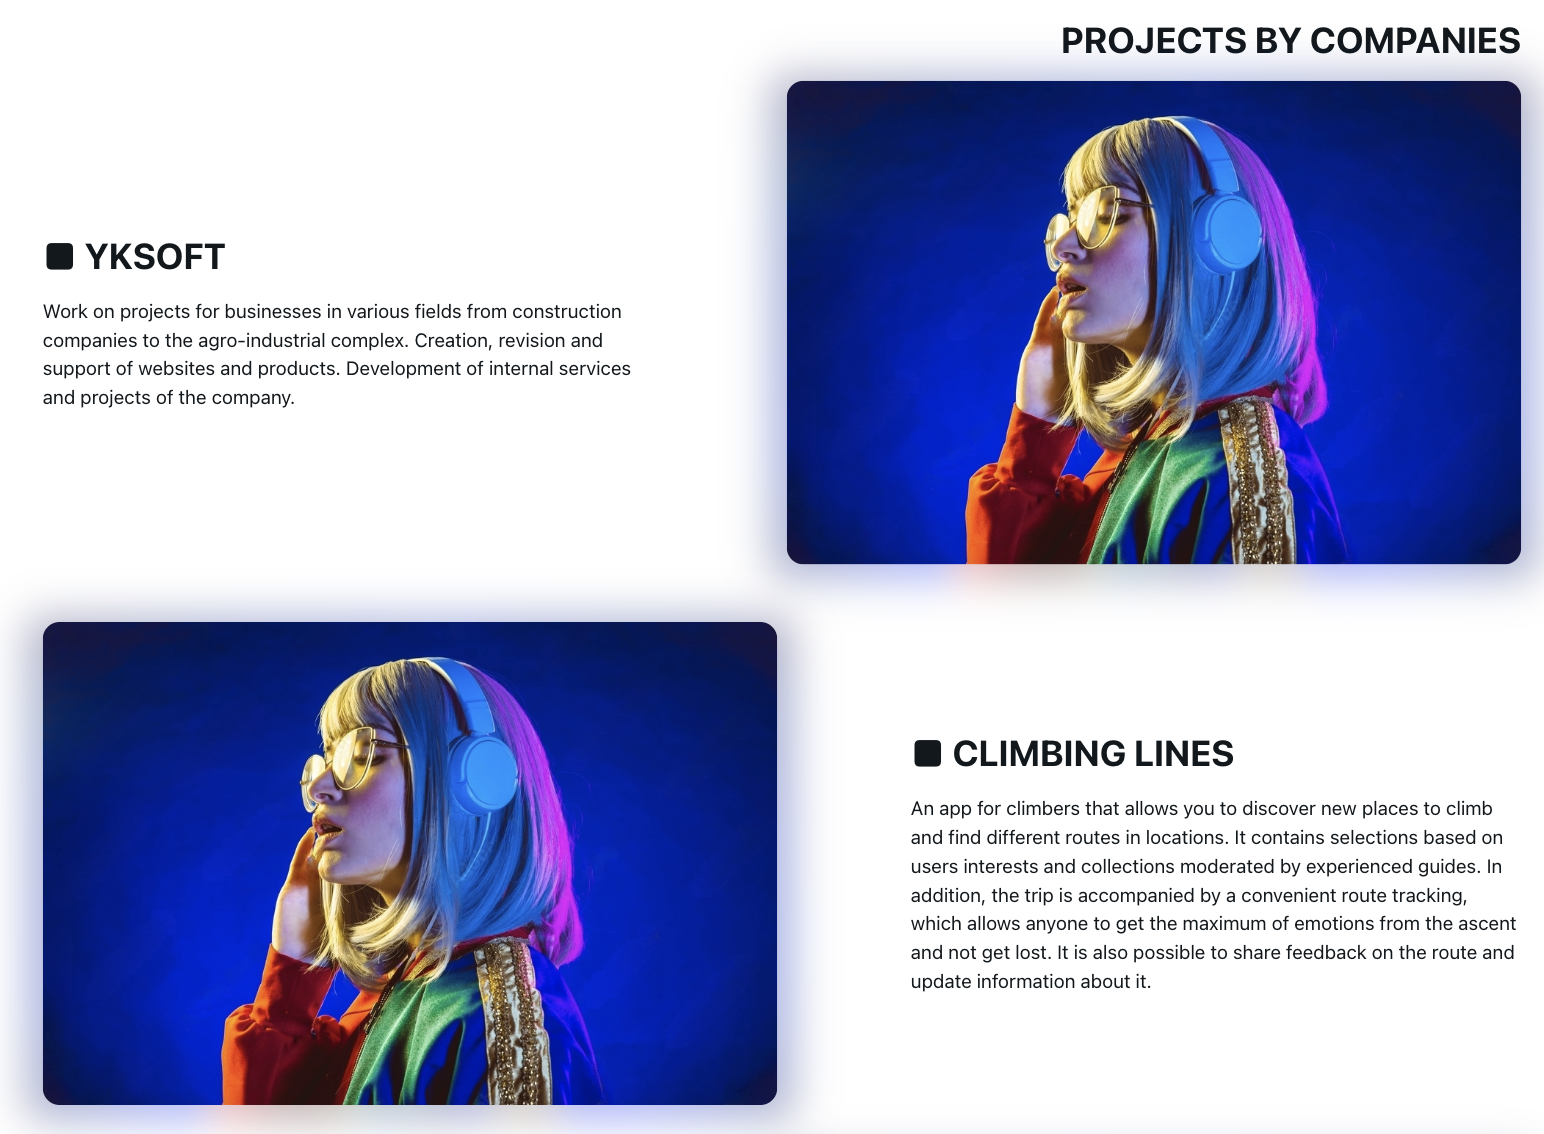 PROJECTS BY COMPANIES
YKSOFT
Work on projects for businesses in various fields from construction
companies to the agro-industrial complex. Creation, revision and
support of websites and products. Development of internal services
and projects of the company.
CLIMBING LINES
An app for climbers that allows you to discover new places to climb
and find different routes in locations. It contains selections based on
users interests and collections moderated by experienced guides. In
addition, the trip is accompanied by a convenient route tracking,
which allows anyone to get the maximum of emotions from the ascent
and not get lost. It is also possible to share feedback on the route and
update information about it.